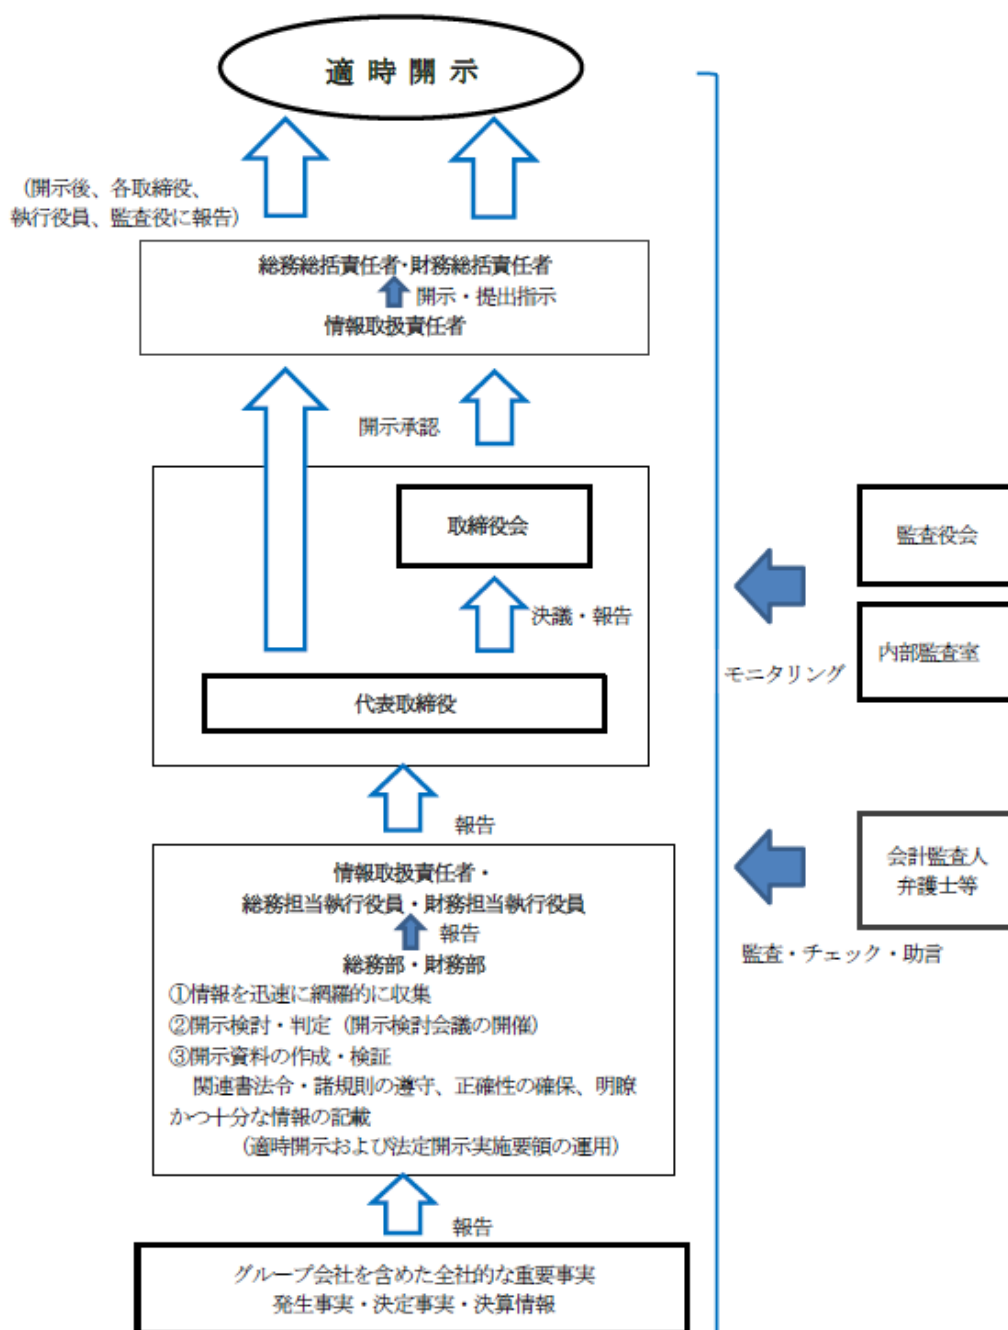 適時開示
（開示後、各取締役、
執行役員、監査役に報告）
総務総括責任者・財務総括責任者
開示・提出指示
情報取扱責任者
開示承認
取締役会
決議・報告
代表取締役
監査役会
内部監査室
モニタリング
報告
情報取扱責任者・
総務担当執行役員・財務担当執行役員
報告
総務部・財務部
①情報を迅速に網羅的に収集
②開示検討・判定（開示検討会議の開催）
③開示資料の作成・検証
関連書法令・諸規則の遵守、正確性の確保、明瞭
かつ十分な情報の記載
（適時開示および法定開示実施要領の運用）
会計監査人
弁護士等
監査・チェック・助言
報告
グループ会社を含めた全社的な重要事実
発生事実・決定事実・決算情報